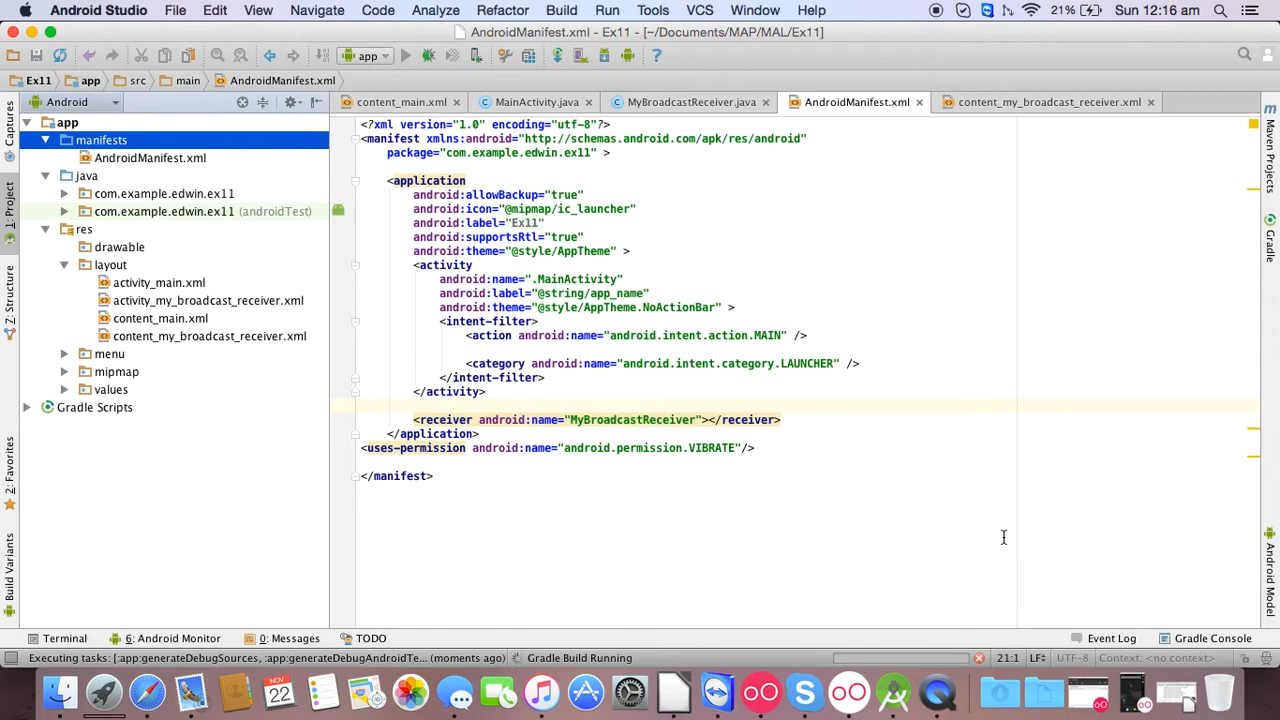 Android Studio File Edit View Navigate Code Analyze Refactor Build Run Tools VCS Window Help 21% Sun 12:16 am
AndroidManifest.xml - Ex11 - [~/Documents/MAP/MAL/Ex11]
app
Ex11 app src main AndroidManifest.xml
Android content_main.xml MainActivity.java MyBroadcastReceiver.java AndroidManifest.xml content_my_broadcast_receiver.xml
Captures
1: Project
7: Structure
2: Favorites
Build Variants
app
manifests
AndroidManifest.xml
java
com.example.edwin.ex11
com.example.edwin.ex11 (androidTest)
res
drawable
layout
activity_main.xml
activity_my_broadcast_receiver.xml
content_main.xml
content_my_broadcast_receiver.xml
menu
mipmap
values
Gradle Scripts
<?xml version="1.0" encoding="utf-8"?>
<manifest xmlns:android="http://schemas.android.com/apk/res/android"
package="com.example.edwin.ex11" >
<application
android:allowBackup="true"
android:icon="@mipmap/ic_launcher"
android:label="Ex11"
android:supportsRtl="true"
android:theme="@style/AppTheme" >
<activity
android:name=".MainActivity"
android:label="@string/app_name"
android:theme="@style/AppTheme.NoActionBar" >
<intent-filter>
<action android:name="android.intent.action.MAIN" />
<category android:name="android.intent.category.LAUNCHER" />
</intent-filter>
</activity>
<receiver android:name="MyBroadcastReceiver"></receiver>
</application>
<uses-permission android:name="android.permission.VIBRATE"/>
</manifest>
Maven Projects
Gradle
Android Model
Terminal 6: Android Monitor 0: Messages TODO Event Log Gradle Console
Executing tasks: [:app:generateDebugSources, :app:generateDebugAndroidTe... (moments ago) Gradle Build Running 21:1 LF UTF-8 Context: <no context>
NOV
22